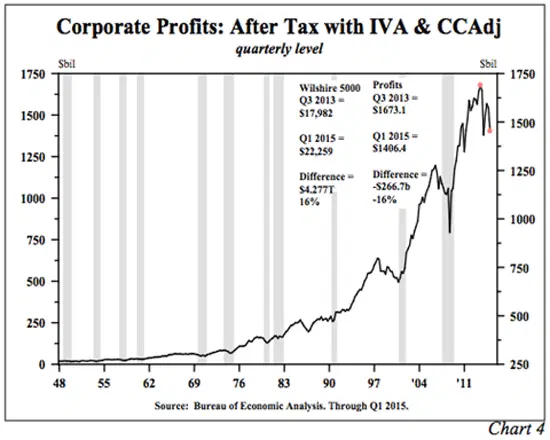 Corporate Profits: After Tax with IVA & CCAdj
quarterly level
$bil
$bil
1750
1500
1250
1000
750
500
250
0
Wilshire 5000
Q3 2013 =
$17,982
Q1 2015 =
$22,259
Difference =
$4.277T
16%
Profits
Q3 2013 =
$1673.1
Q1 2015 =
$1406.4
Difference =
-$266.7b
-16%
1750
1500
1250
1000
750
500
250
48 55 62 69 76 83 90 97 '04 '11
Source: Bureau of Economic Analysis. Through Q1 2015.
Chart 4